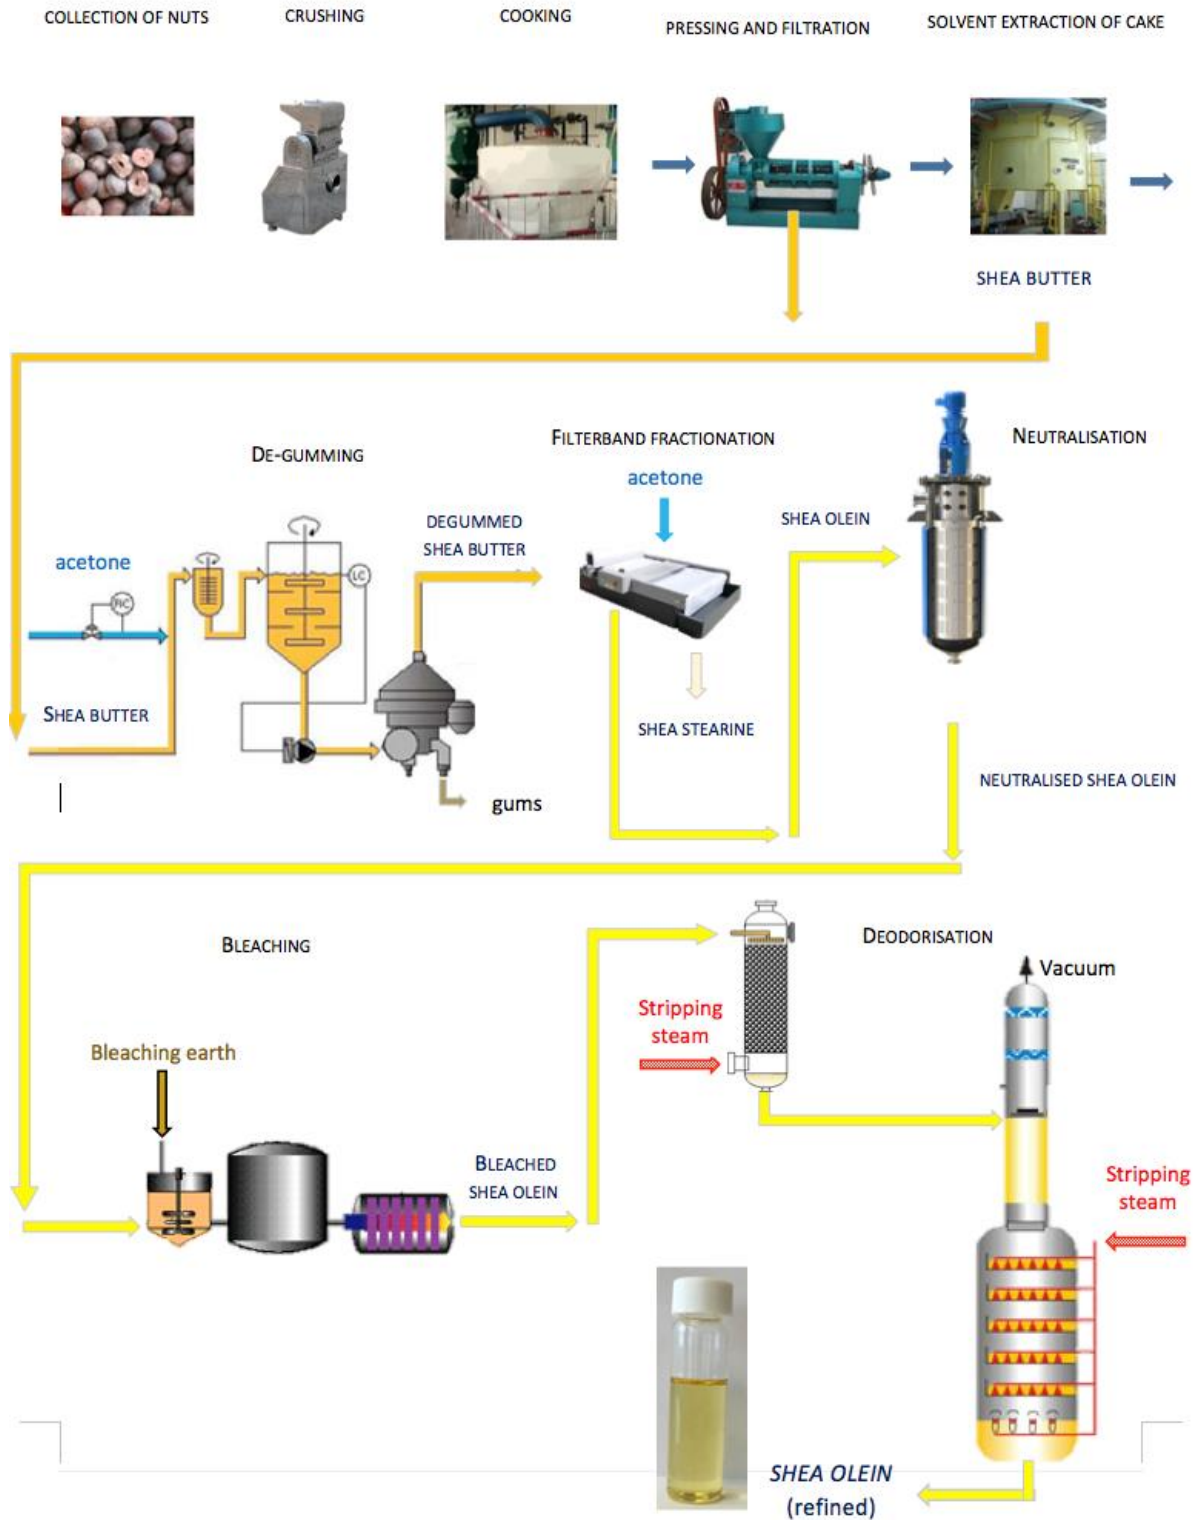 COLLECTION OF NUTS
CRUSHING
COOKING
PRESSING AND FILTRATION
SOLVENT EXTRACTION OF CAKE
SHEA BUTTER
DE-GUMMING
FILTERBAND FRACTIONATION
NEUTRALISATION
acetone
acetone
DEGUMMED
SHEA BUTTER
SHEA OLEIN
FIC
LC
SHEA BUTTER
SHEA STEARINE
gums
NEUTRALISED SHEA OLEIN
BLEACHING
DEODORISATION
Vacuum
Stripping
steam
Bleaching earth
BLEACHED
SHEA OLEIN
Stripping
steam
SHEA OLEIN
(refined)